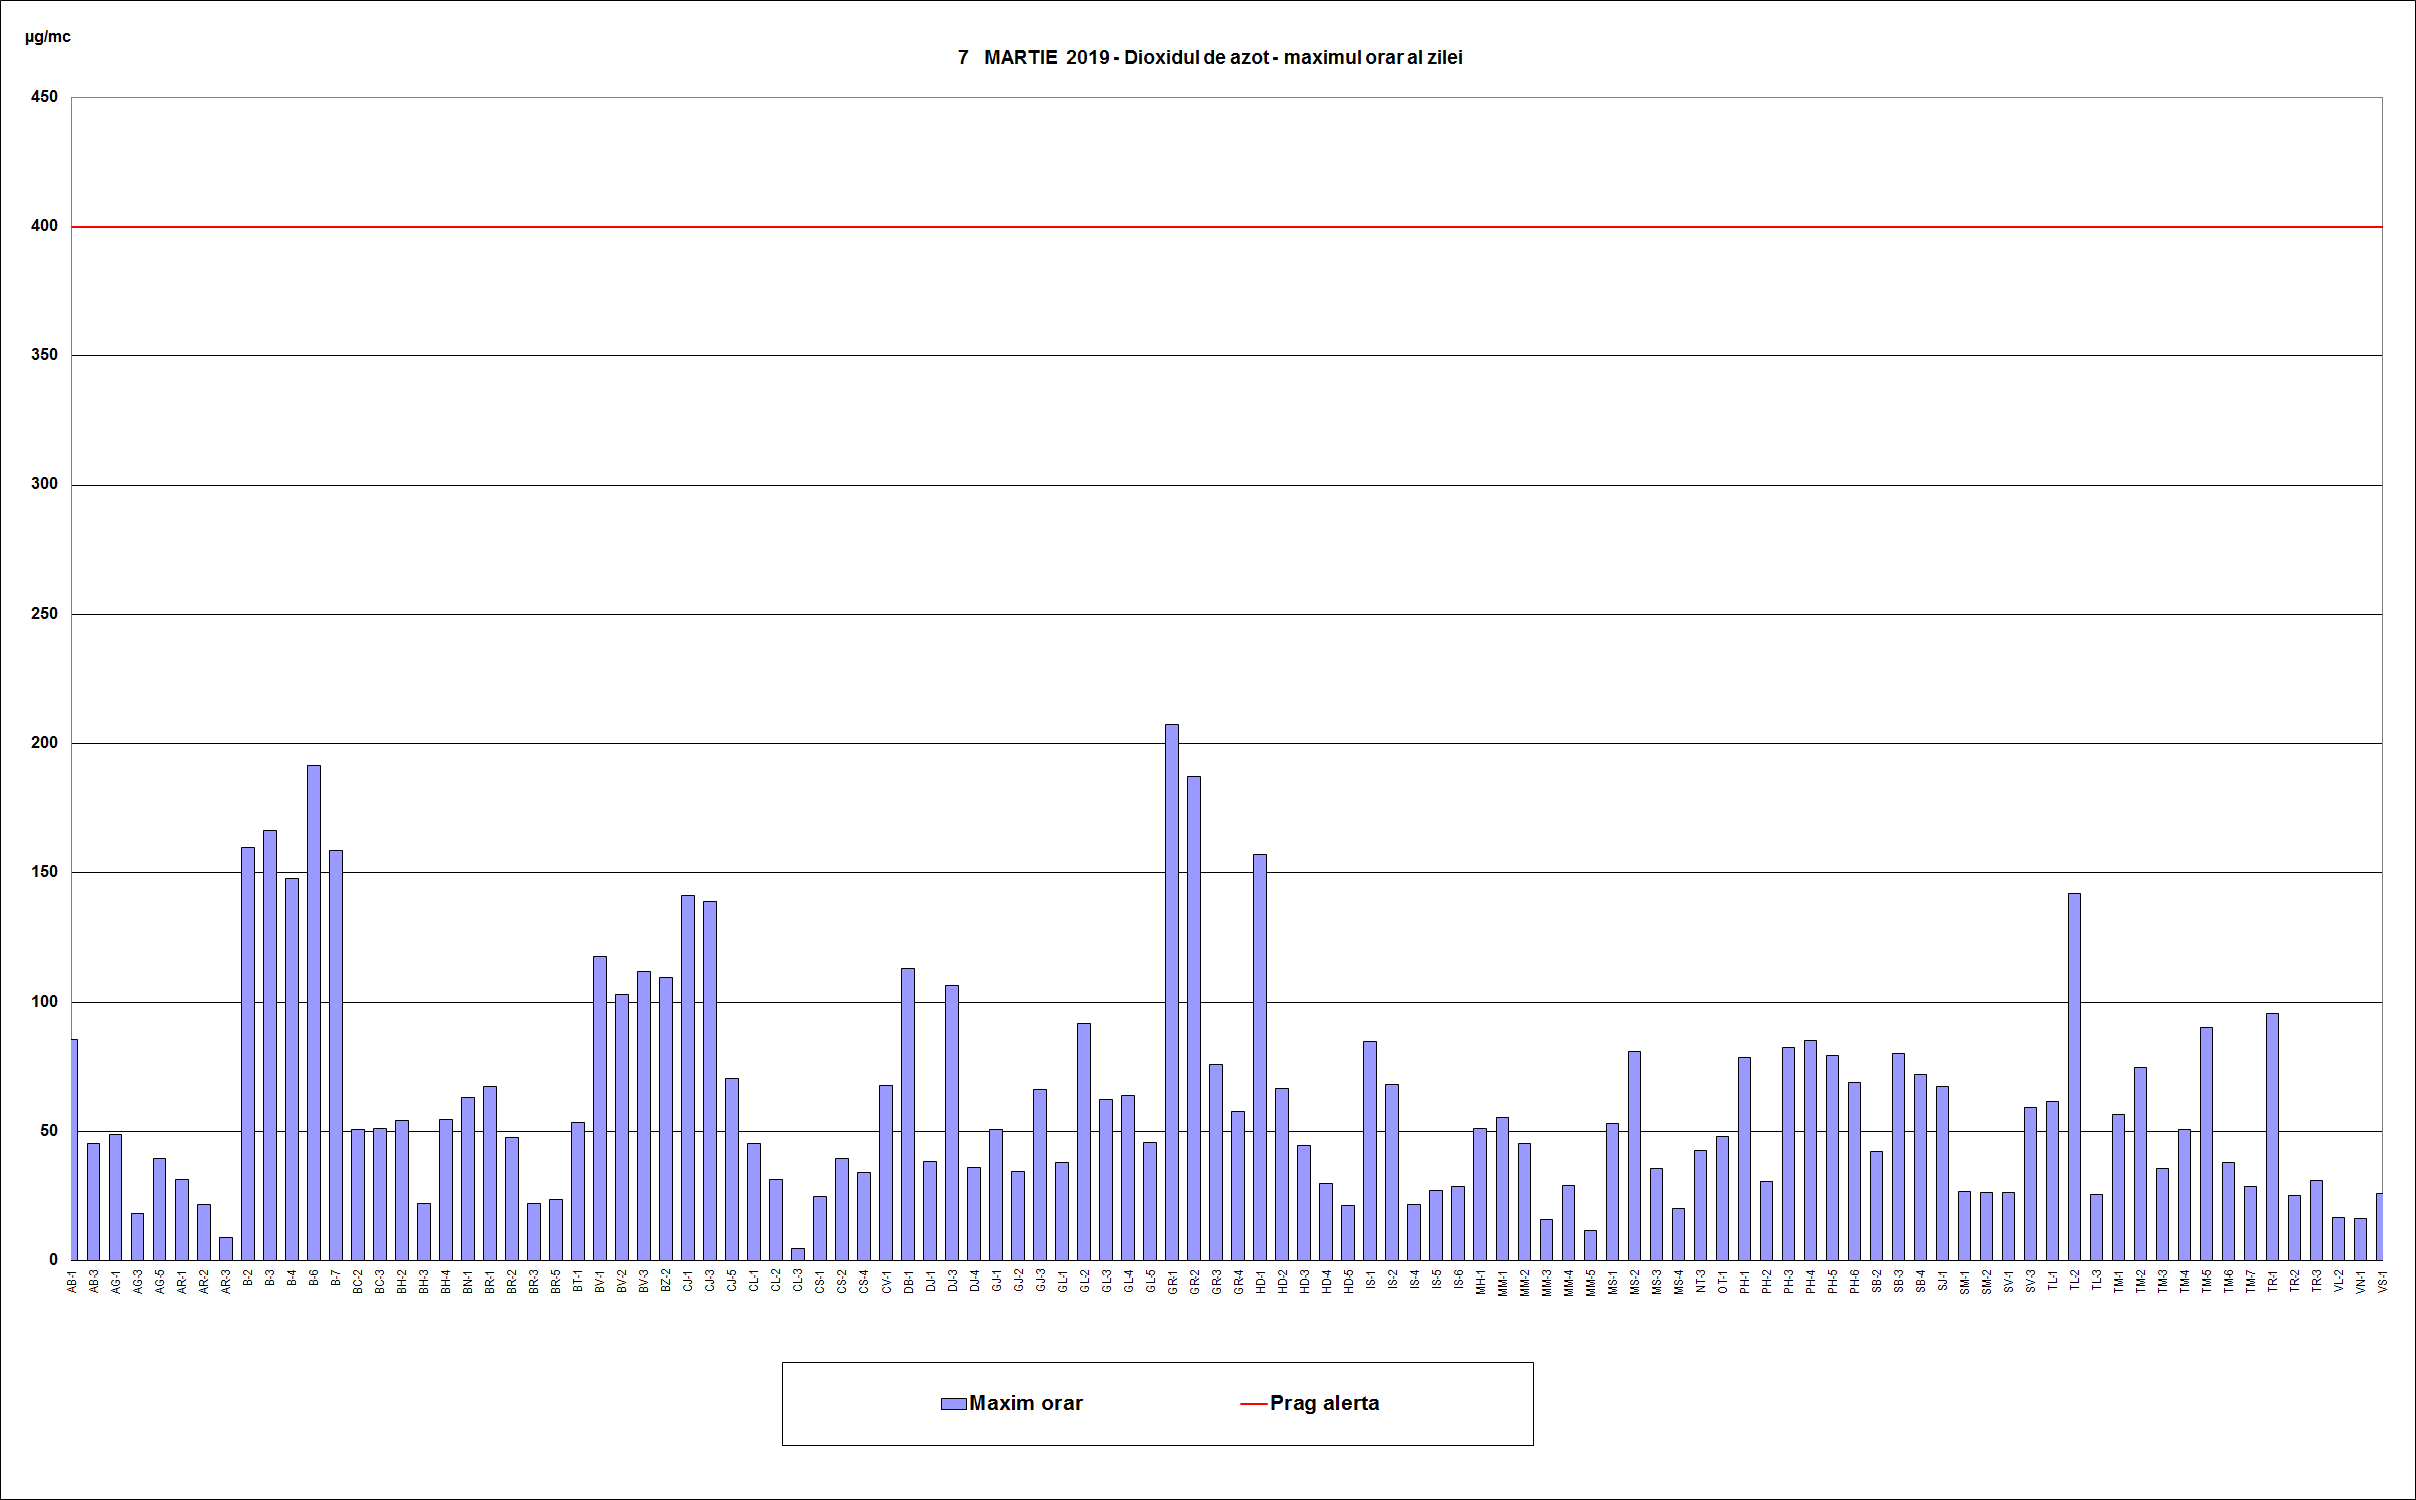 µg/mc
7 MARTIE 2019 - Dioxidul de azot - maximul orar al zilei
450
400
350
300
250
200
150
100
50
0
AB-1 AB-3 AG-1 AG-3 AG-5 AR-1 AR-2 AR-3 B-2 B-3 B-4 B-6 B-7 BC-2 BC-3 BH-2 BH-3 BH-4 BN-1 BR-1 BR-2 BR-3 BR-5 BT-1 BV-1 BV-2 BV-3 BZ-2 CJ-1 CJ-3 CJ-5 CL-1 CL-2 CL-3 CS-1 CS-2 CS-4 CV-1 DB-1 DJ-1 DJ-3 DJ-4 GJ-1 GJ-2 GJ-3 GL-1 GL-2 GL-3 GL-4 GL-5 GR-1 GR-2 GR-3 GR-4 HD-1 HD-2 HD-3 HD-4 HD-5 IS-1 IS-2 IS-4 IS-5 IS-6 MH-1 MM-1 MM-2 MM-3 MM-4 MM-5 MS-1 MS-2 MS-3 MS-4 NT-3 OT-1 PH-1 PH-2 PH-3 PH-4 PH-5 PH-6 SB-2 SB-3 SB-4 SJ-1 SM-1 SM-2 SV-1 SV-3 TL-1 TL-2 TL-3 TM-1 TM-2 TM-3 TM-4 TM-5 TM-6 TM-7 TR-1 TR-2 TR-3 VL-2 VN-1 VS-1
Maxim orar Prag alerta